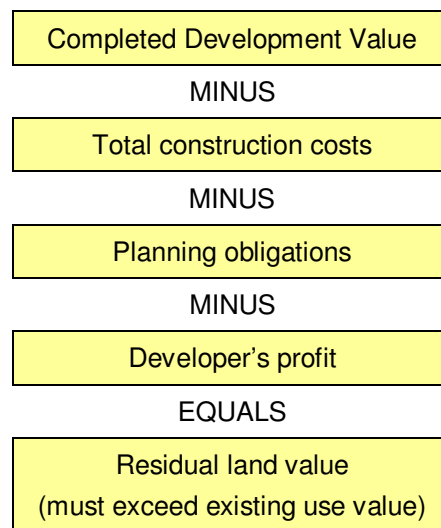 Completed Development Value
MINUS
Total construction costs
MINUS
Planning obligations
MINUS
Developer’s profit
EQUALS
Residual land value
(must exceed existing use value)